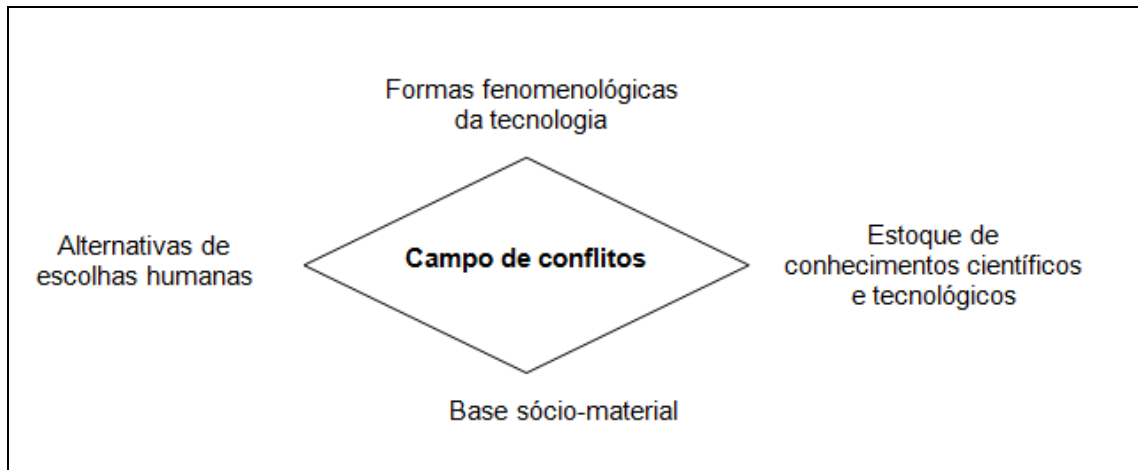 Formas fenomenológicas
da tecnologia
Alternativas de
escolhas humanas
Campo de conflitos
Estoque de
conhecimentos científicos
e tecnológicos
Base sócio-material